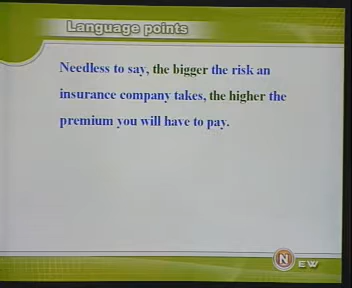 Language points
Needless to say, the bigger the risk an
insurance company takes, the higher the
premium you will have to pay.
NEW